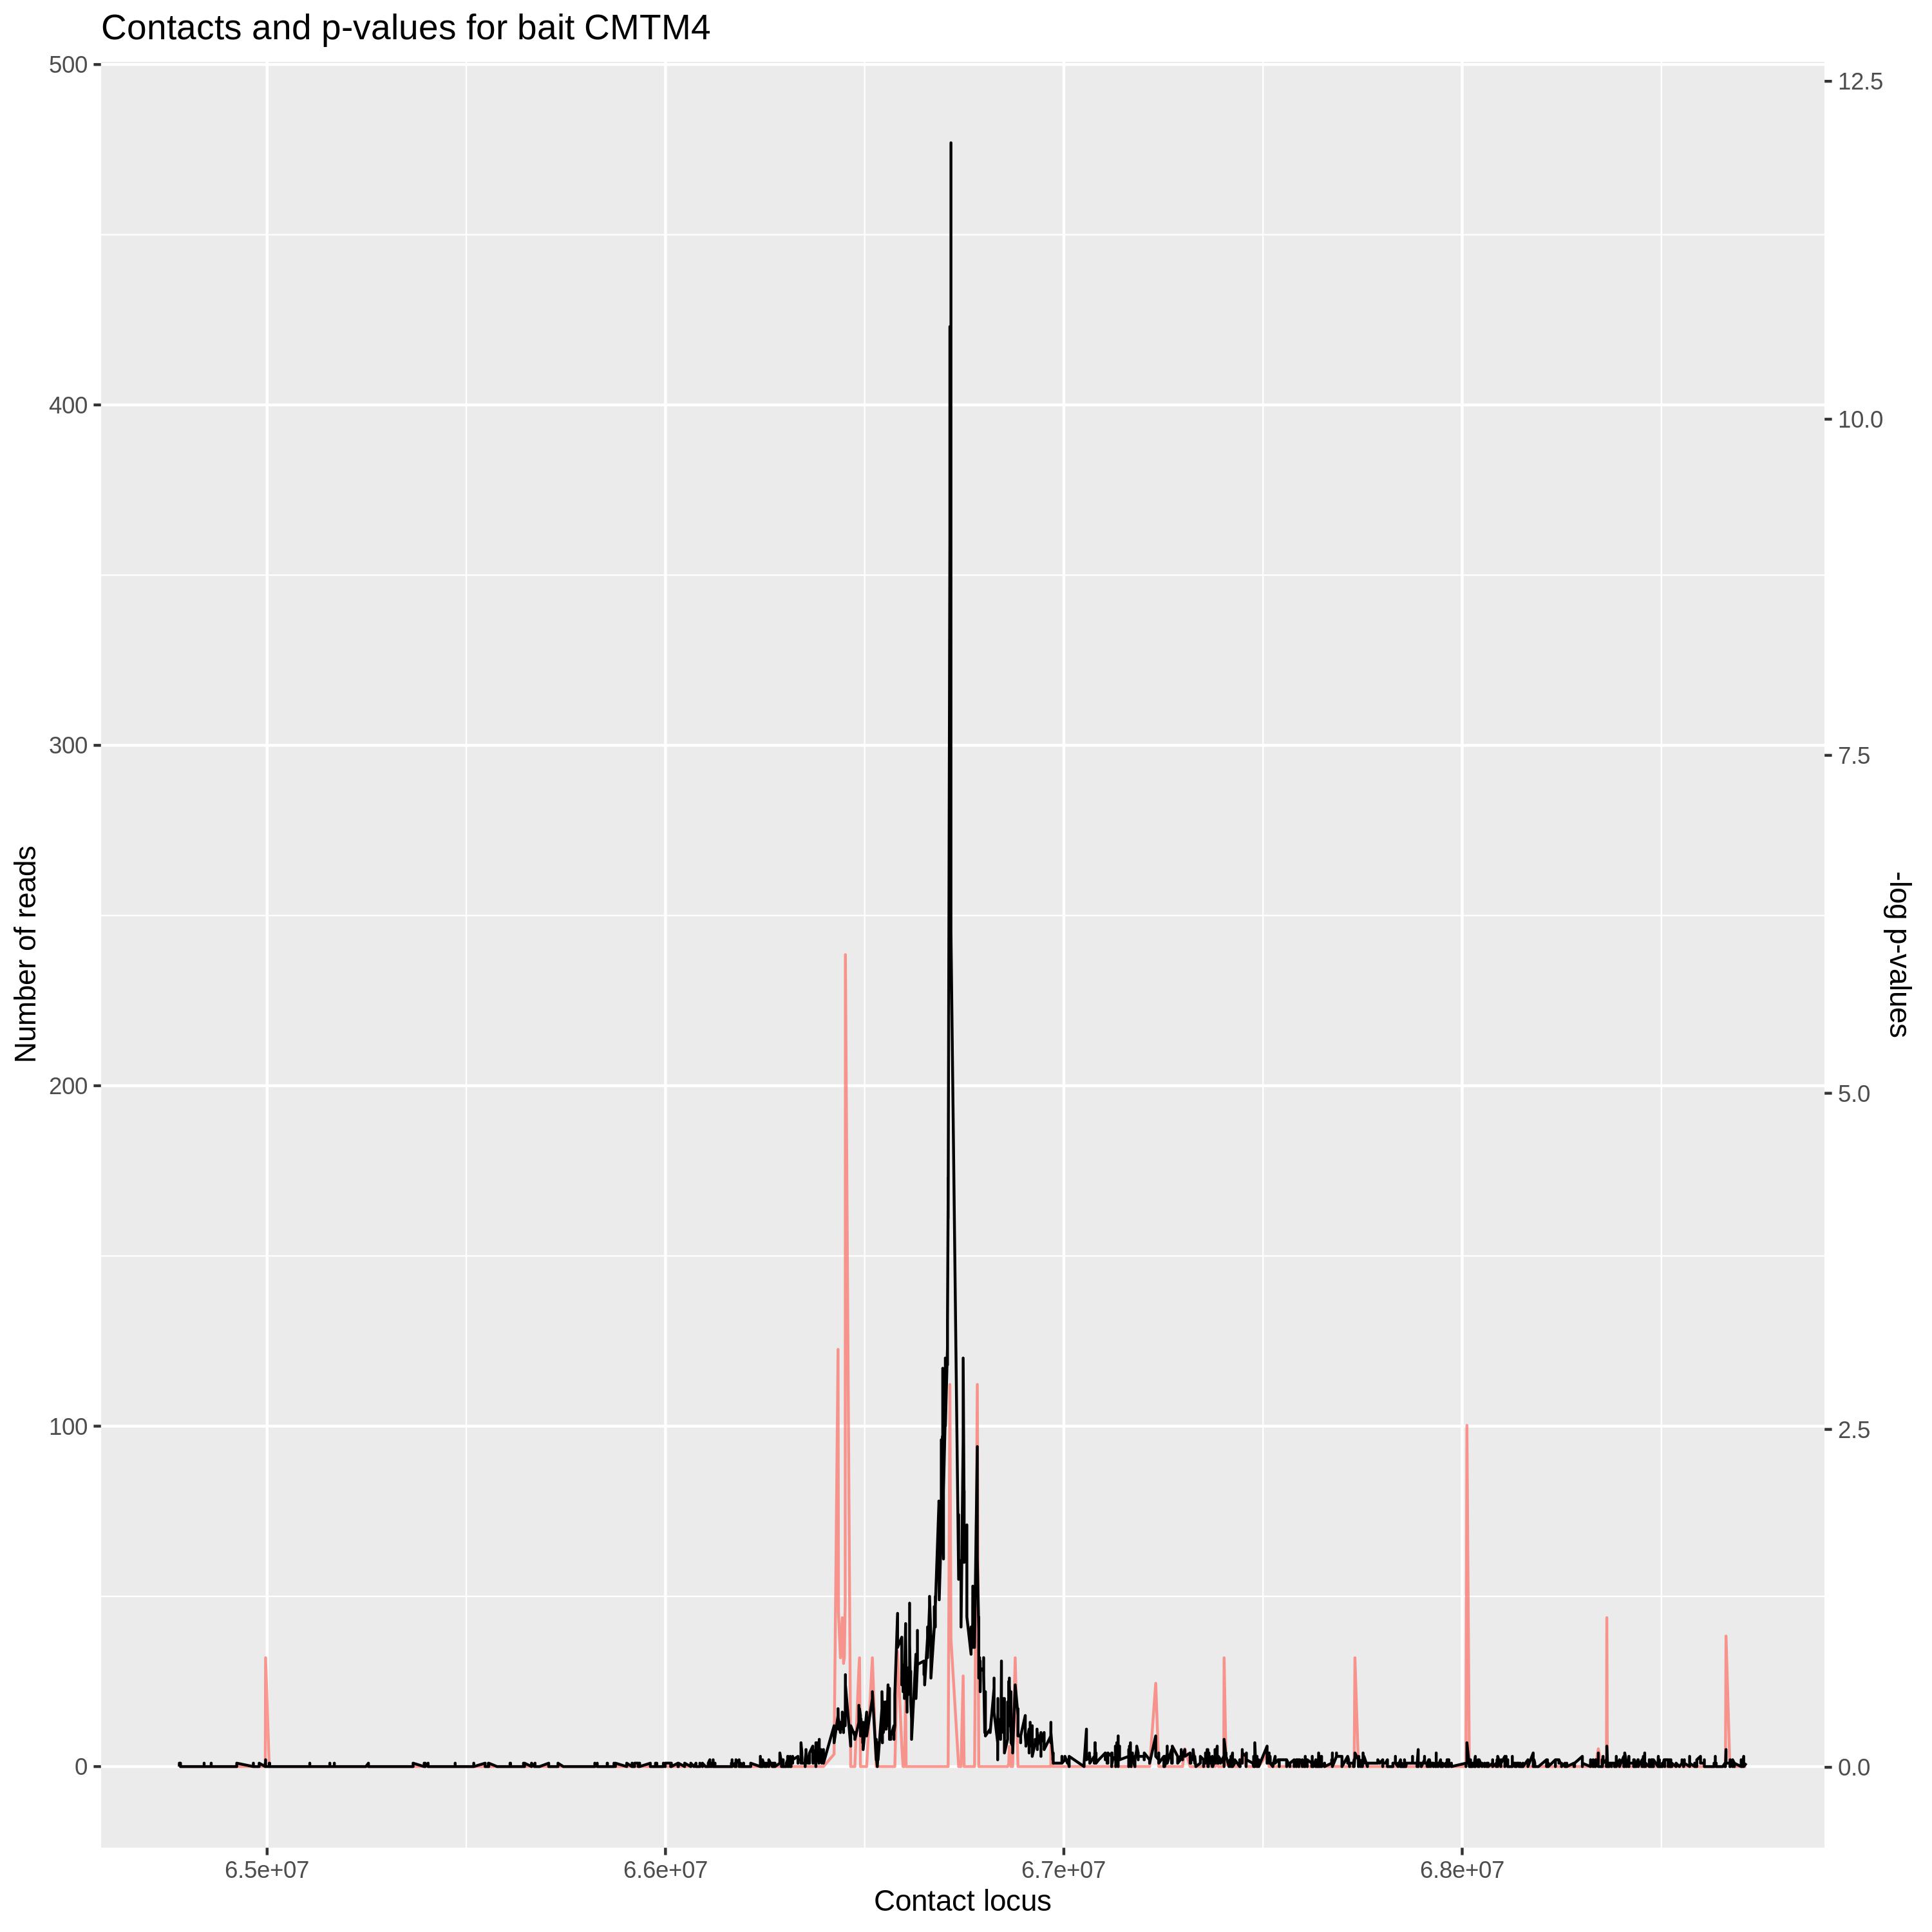 Contacts and p-values for bait CMTM4
500
400
300
200
100
0
Number of reads
12.5
10.0
7.5
5.0
2.5
0.0
-log p-values
6.5e+07
6.6e+07
6.7e+07
6.8e+07
Contact locus